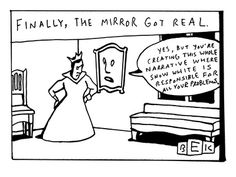 FINALLY, THE MIRROR GOT REAL.
YES, BUT YOU'RE
CREATING THIS WHOLE
NARRATIVE WHERE
SNOW WHITE IS
RESPONSIBLE FOR
ALL YOUR PROBLEMS.
BEK